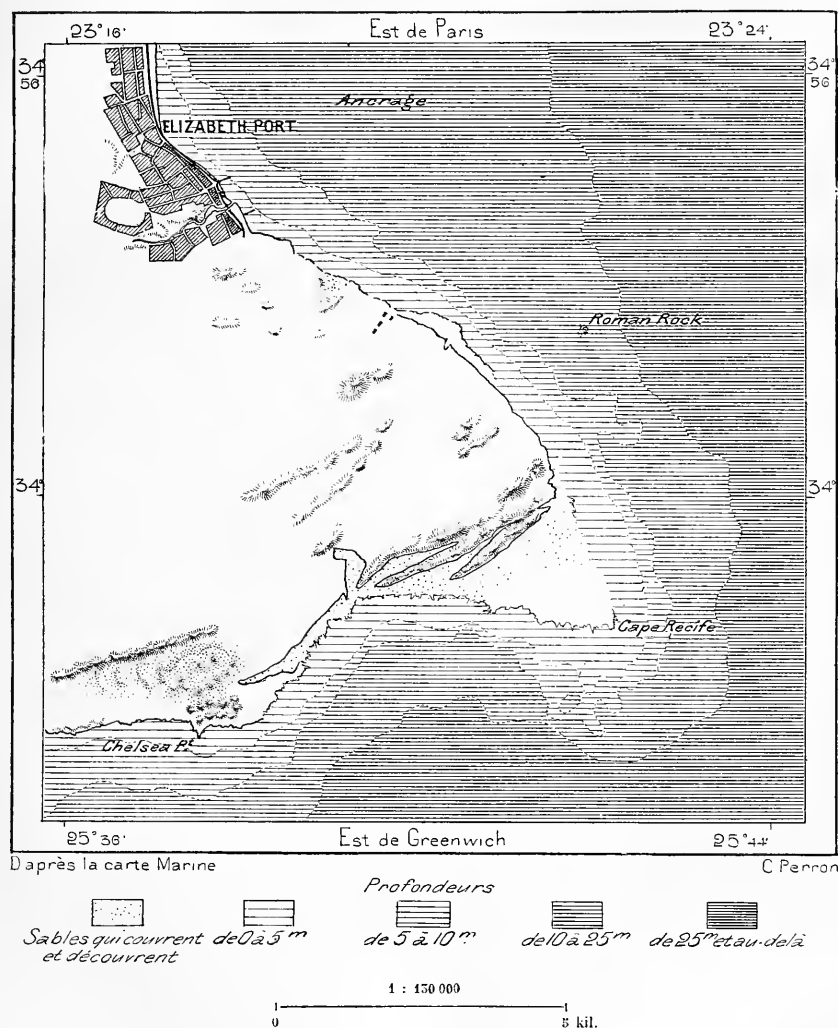 23°16' Est de Paris 23°24'
34° 34°
56 56
Ancrage
ELIZABETH PORT
Roman Rock
34° 34°
Cape Recife
Chelsea Pt
25°36' Est de Greenwich 25°44'
D'après la carte Marine C Perron
Profondeurs
Sables qui couvrent et découvrent
de 0 à 5m
de 5 à 10m
de 10 à 25m
de 25m et au-delà
1 : 130 000
0 5 kil.